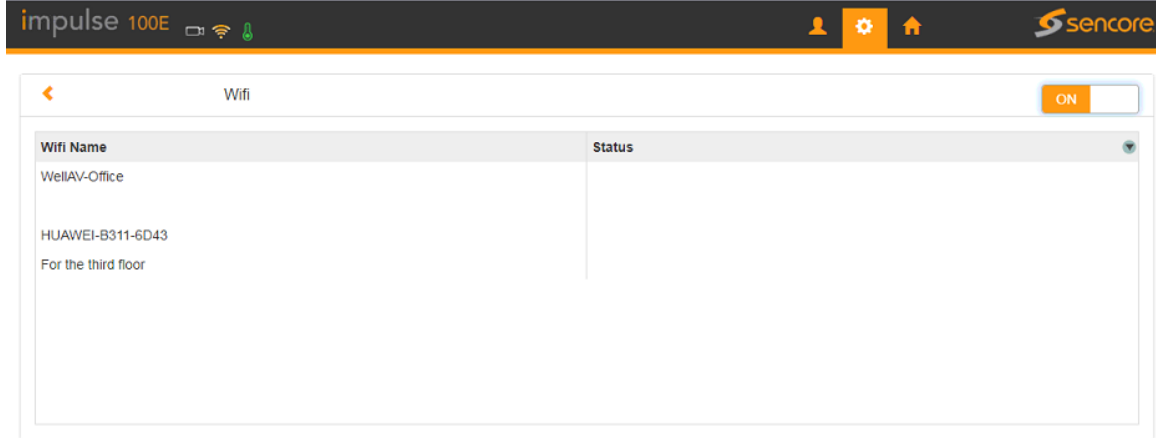 impulse 100E
sencore
Wifi
ON
Wifi Name Status
WellAV-Office
HUAWEI-B311-6D43
For the third floor